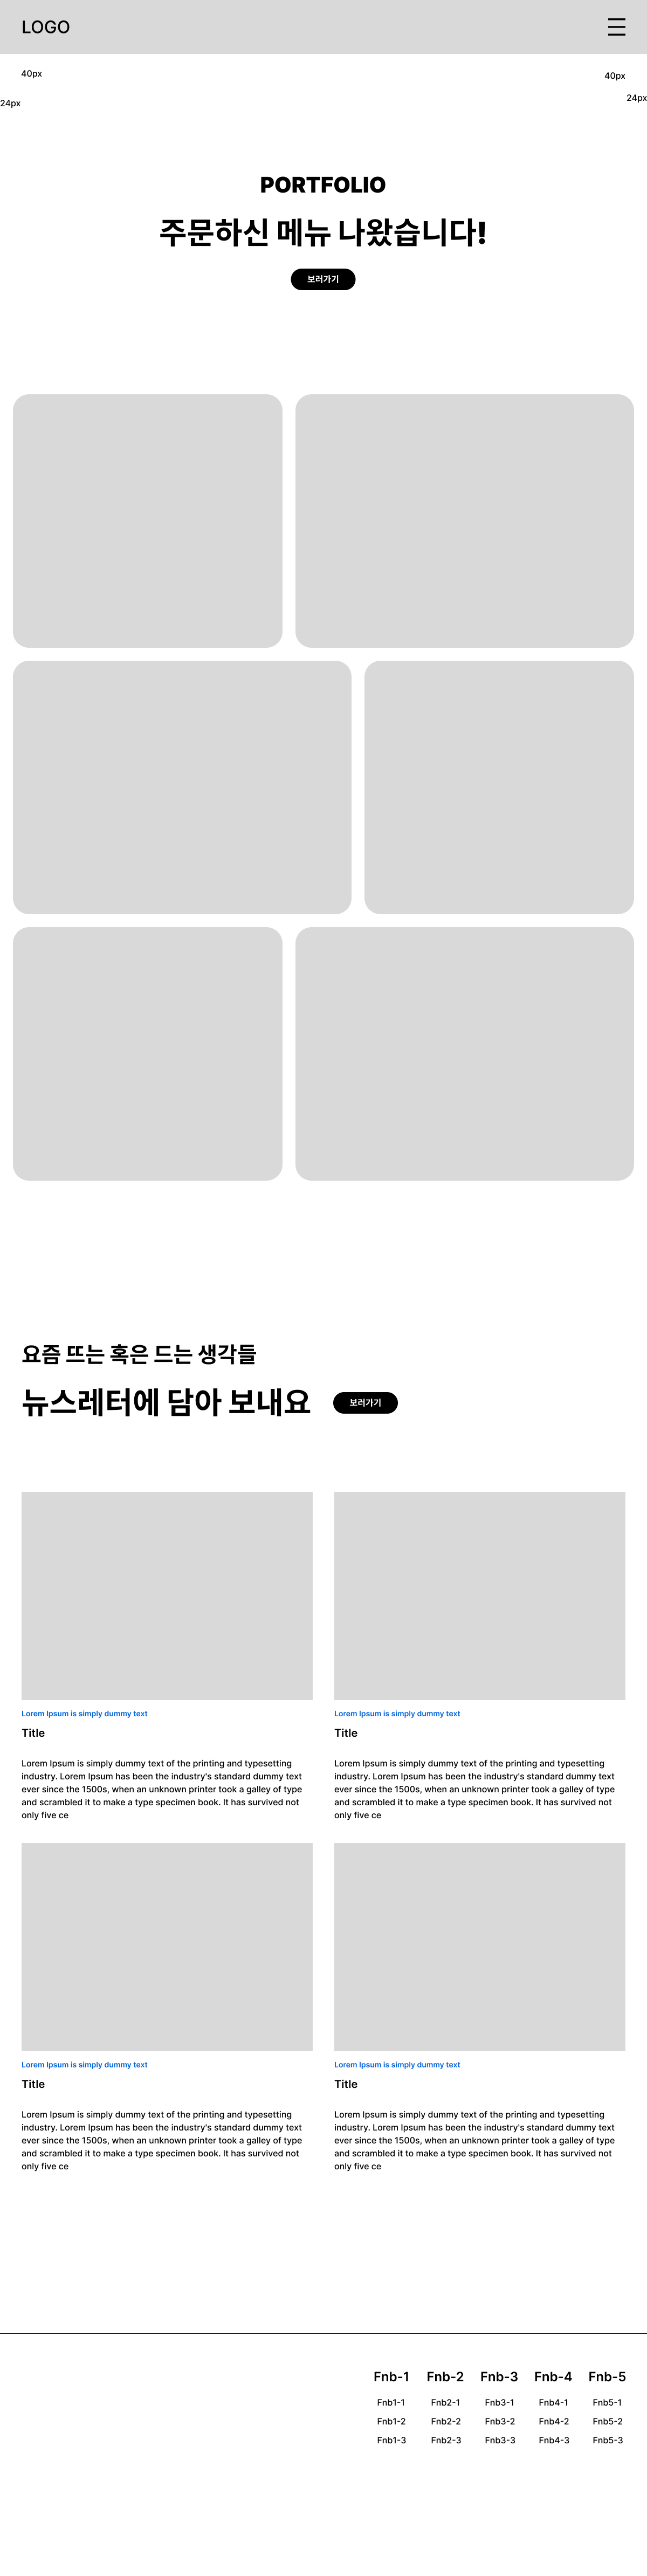 LOGO
40px
40px
24px
24px
PORTFOLIO
주문하신 메뉴 나왔습니다!
보러가기
요즘 뜨는 혹은 드는 생각들
뉴스레터에 담아 보내요
보러가기
Lorem Ipsum is simply dummy text
Title
Lorem Ipsum is simply dummy text of the printing and typesetting
industry. Lorem Ipsum has been the industry's standard dummy text
ever since the 1500s, when an unknown printer took a galley of type
and scrambled it to make a type specimen book. It has survived not
only five ce
Lorem Ipsum is simply dummy text
Title
Lorem Ipsum is simply dummy text of the printing and typesetting
industry. Lorem Ipsum has been the industry's standard dummy text
ever since the 1500s, when an unknown printer took a galley of type
and scrambled it to make a type specimen book. It has survived not
only five ce
Lorem Ipsum is simply dummy text
Title
Lorem Ipsum is simply dummy text of the printing and typesetting
industry. Lorem Ipsum has been the industry's standard dummy text
ever since the 1500s, when an unknown printer took a galley of type
and scrambled it to make a type specimen book. It has survived not
only five ce
Lorem Ipsum is simply dummy text
Title
Lorem Ipsum is simply dummy text of the printing and typesetting
industry. Lorem Ipsum has been the industry's standard dummy text
ever since the 1500s, when an unknown printer took a galley of type
and scrambled it to make a type specimen book. It has survived not
only five ce
Fnb-1
Fnb1-1
Fnb1-2
Fnb1-3
Fnb-2
Fnb2-1
Fnb2-2
Fnb2-3
Fnb-3
Fnb3-1
Fnb3-2
Fnb3-3
Fnb-4
Fnb4-1
Fnb4-2
Fnb4-3
Fnb-5
Fnb5-1
Fnb5-2
Fnb5-3